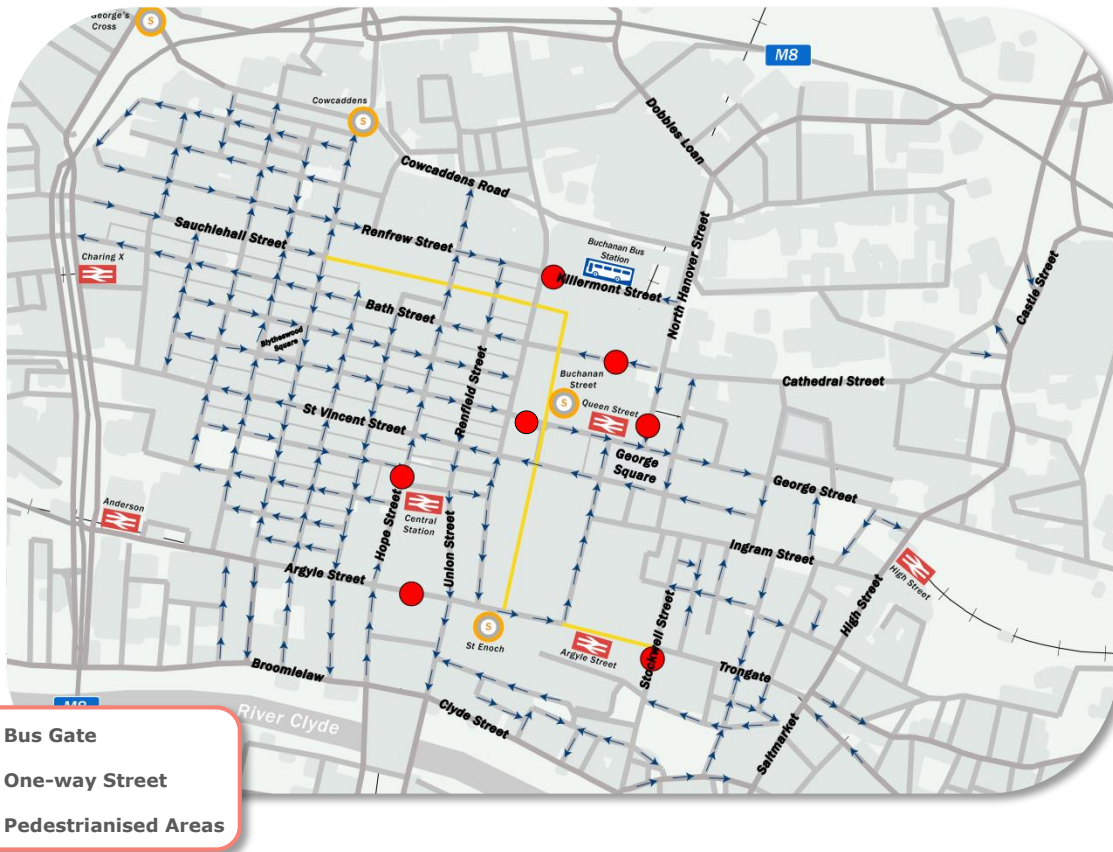 George's
Cross
S
M8
Cowcaddens
S
Dobbies Loan
Cowcaddens Road
Castle Street
Sauchiehall Street
Renfrew Street
North Hanover Street
Buchanan Bus
Station
Charing X
Killermont Street
Bath Street
Blythswood
Square
Renfield Street
Buchanan
Street
S
Queen Street
Cathedral Street
St Vincent Street
George
Square
George Street
Anderson
Central
Station
Hope Street
Union Street
Ingram Street
High Street
High Street
Argyle Street
S
St Enoch
Argyle Street
Stockwell Street
Trongate
Broomielaw
Clyde Street
Saltmarket
M8
River Clyde
Bus Gate
One-way Street
Pedestrianised Areas